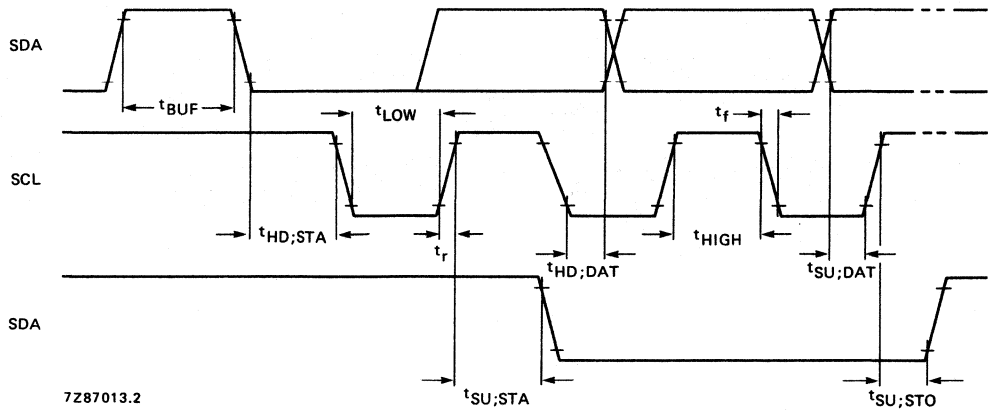 SDA
tBUF
tLOW
tf
SCL
tHD;STA
tr
tHD;DAT
tHIGH
tSU;DAT
SDA
tSU;STA
tSU;STO
7Z87013.2